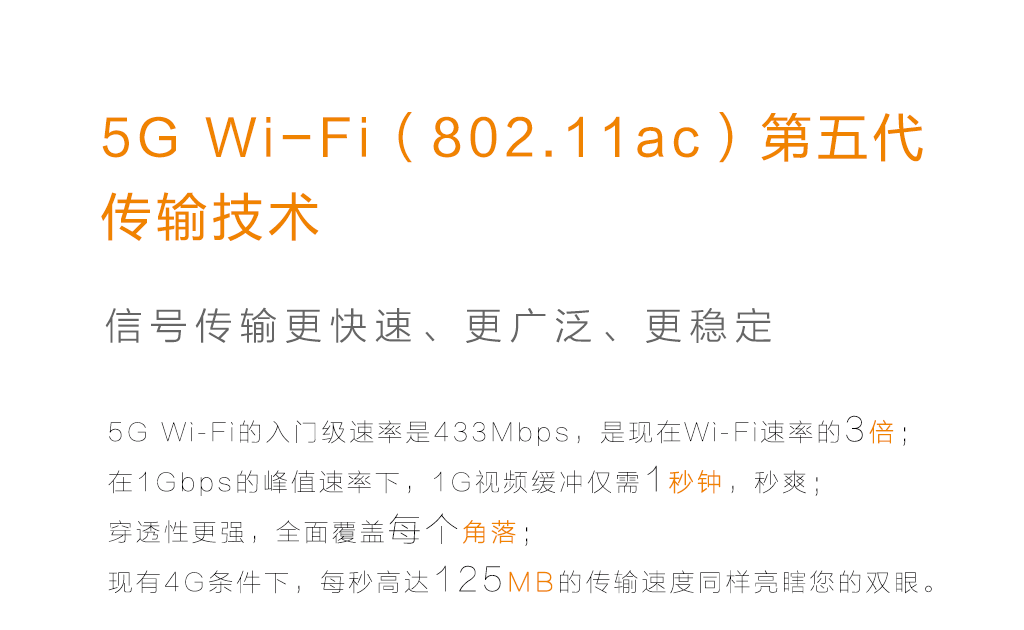 5G Wi-Fi（802.11ac）第五代
传输技术
信号传输更快速、更广泛、更稳定
5G Wi-Fi的入门级速率是433Mbps，是现在Wi-Fi速率的3倍；
在1Gbps的峰值速率下，1G视频缓冲仅需1秒钟，秒爽；
穿透性更强，全面覆盖每个角落；
现有4G条件下，每秒高达125MB的传输速度同样亮瞎您的双眼。